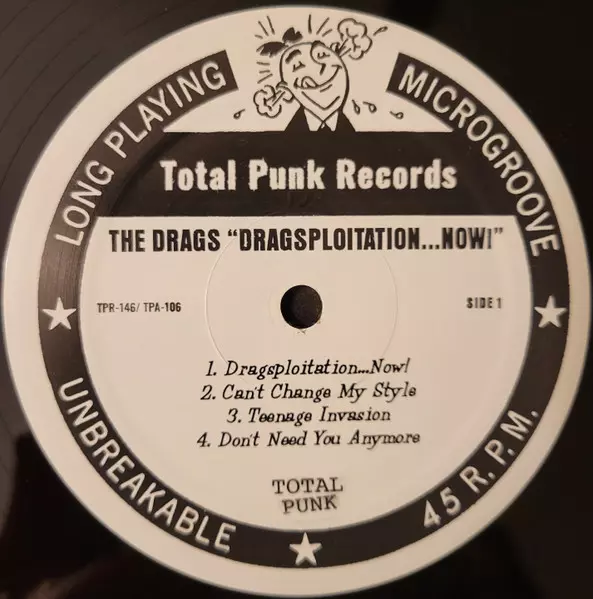 LONG PLAYING
MICROGROOVE
Total Punk Records
THE DRAGS “DRAGSPLOITATION...NOW!”
TPR-146/ TPA-106
SIDE 1
1. Dragsploitation...Now!
2. Can't Change My Style
3. Teenage Invasion
4. Don't Need You Anymore
TOTAL
PUNK
UNBREAKABLE
45 R.P.M.